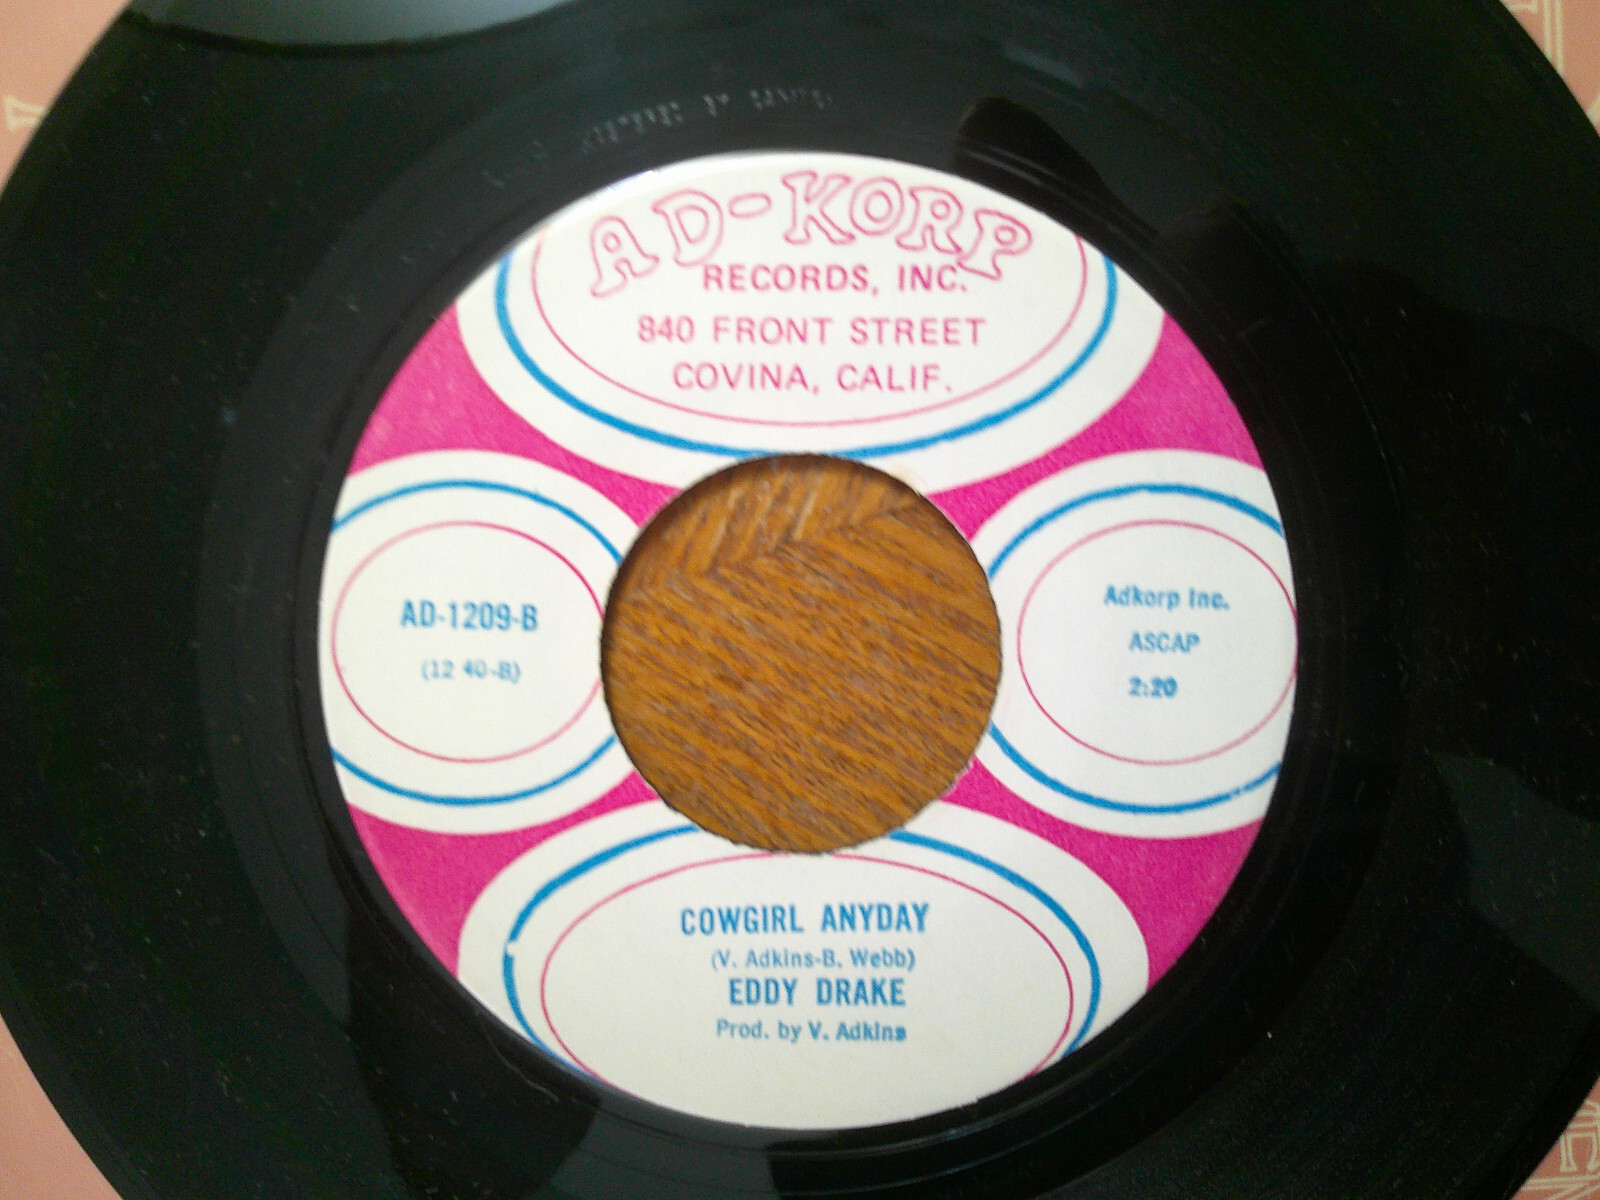 AD-KORP
RECORDS, INC.
840 FRONT STREET
COVINA, CALIF.
AD-1209-B
(12 40-B)
Adkorp Inc.
ASCAP
2:20
COWGIRL ANYDAY
(V. Adkins-B. Webb)
EDDY DRAKE
Prod. by V. Adkins